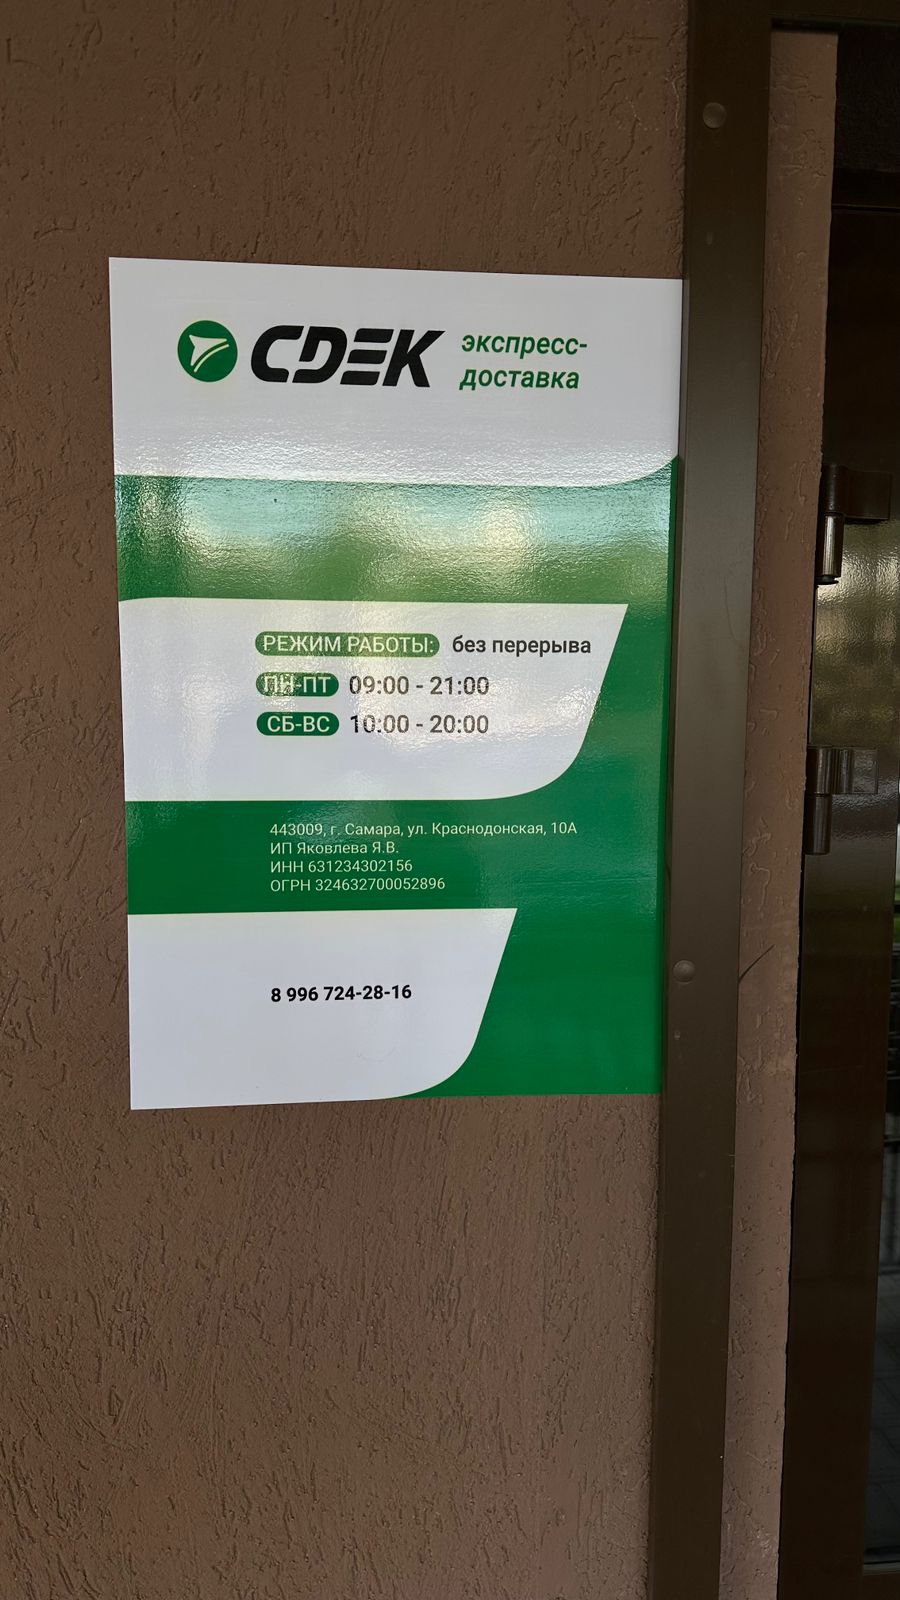 CDEK экспресс-
доставка
РЕЖИМ РАБОТЫ: без перерыва
ПН-ПТ 09:00 - 21:00
СБ-ВС 10:00 - 20:00
443009, г. Самара, ул. Краснодонская, 10А
ИП Яковлева Я.В.
ИНН 631234302156
ОГРН 324632700052896
8 996 724-28-16